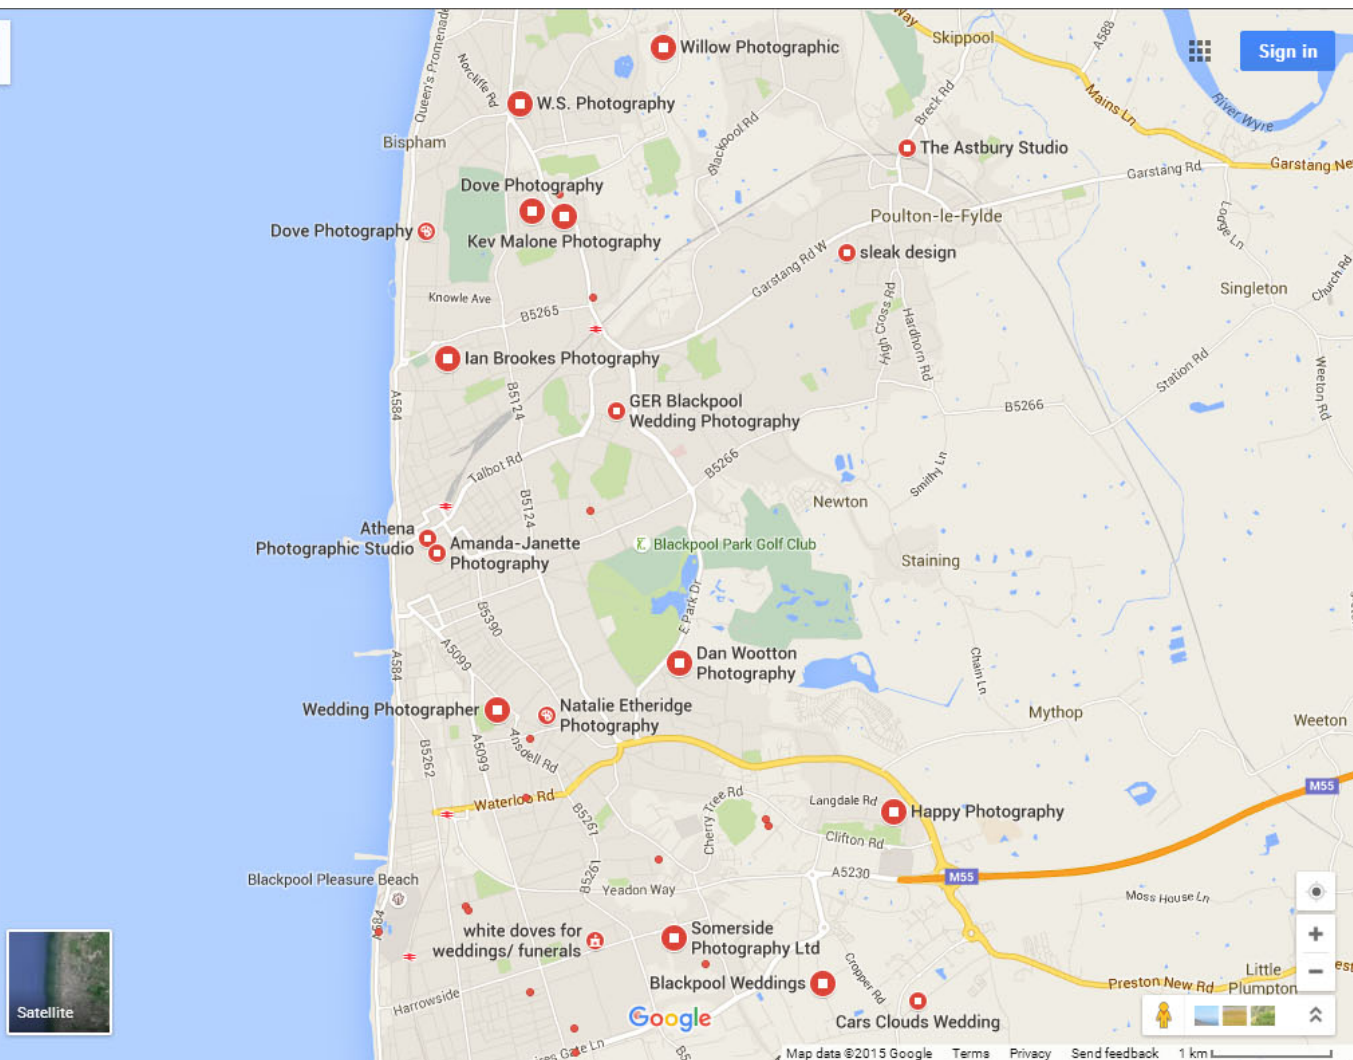 Way
Skippool
A588
Sign in
Willow Photographic
Queen's Promenade
Norcliffe Rd
W.S. Photography
Breck Rd
Mains Ln
River Wyre
Bispham
Blackpool Rd
The Astbury Studio
Garstang Rd
Garstang Ne
Dove Photography
Poulton-le-Fylde
Lodge Ln
Dove Photography
Kev Malone Photography
sleak design
Garstang Rd W
Church Rd
Singleton
Knowle Ave
B5265
High Cross Rd
Hardhorn Rd
Ian Brookes Photography
Station Rd
Weeton Rd
A584
B5124
GER Blackpool
Wedding Photography
B5266
Talbot Rd
B5266
Smithy Ln
B5124
Newton
Athena
Photographic Studio
Amanda-Janette
Photography
Blackpool Park Golf Club
Staining
E Park Dr
B5390
A5099
A584
Dan Wootton
Photography
Chain Ln
Wedding Photographer
Natalie Etheridge
Photography
Mythop
Weeton
Ansdell Rd
B5262
A5099
M55
Waterloo Rd
Cherry Tree Rd
Langdale Rd
Happy Photography
B5261
Clifton Rd
A5230
M55
Blackpool Pleasure Beach
B5261
Yeadon Way
Moss House Ln
A584
white doves for
weddings/ funerals
Somerside
Photography Ltd
Cropper Rd
Blackpool Weddings
Preston New Rd
Little
Plumpton
Harrowside
Satellite
Google
Cars Clouds Wedding
ires Gate Ln
B5
Map data ©2015 Google
Terms
Privacy
Send feedback
1 km